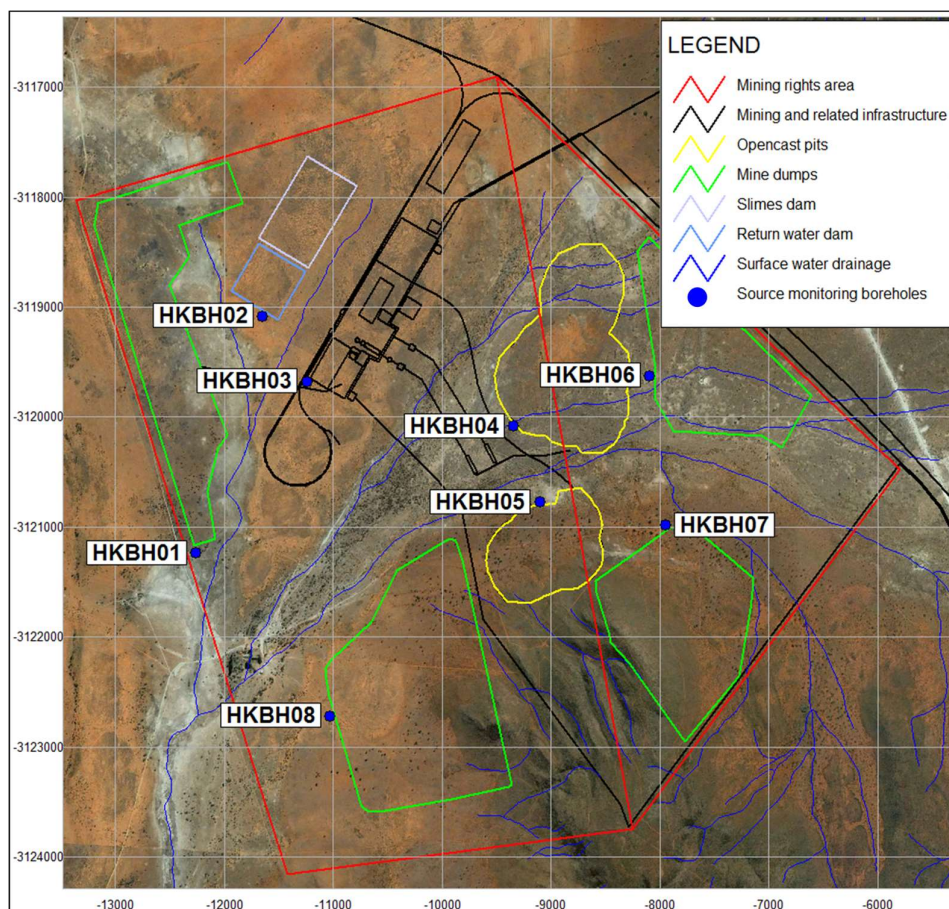 LEGEND
Mining rights area
Mining and related infrastructure
Opencast pits
Mine dumps
Slimes dam
Return water dam
Surface water drainage
Source monitoring boreholes
-3117000
-3118000
-3119000
HKBH02
HKBH03
HKBH06
-3120000
HKBH04
HKBH05
-3121000
HKBH07
HKBH01
-3122000
HKBH08
-3123000
-3124000
-13000 -12000 -11000 -10000 -9000 -8000 -7000 -6000